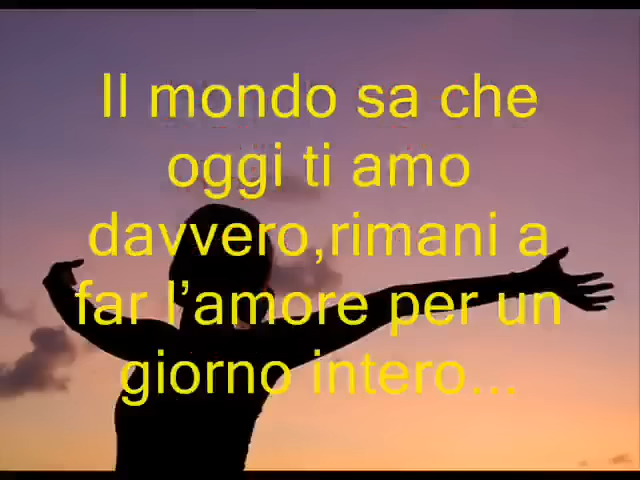 Il mondo sa che
oggi ti amo
davvero,rimani a
far l'amore per un
giorno intero...